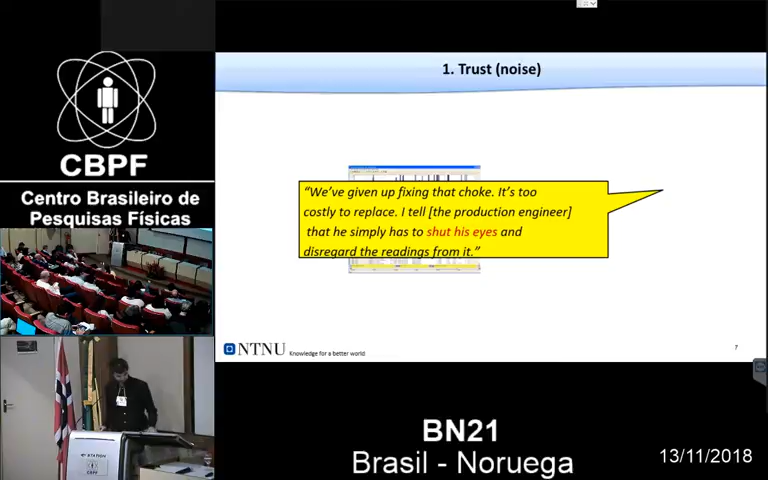 CBPF
Centro Brasileiro de
Pesquisas Físicas
1. Trust (noise)
“We’ve given up fixing that choke. It’s too
costly to replace. I tell [the production engineer]
that he simply has to shut his eyes and
disregard the readings from it.”
NTNU Knowledge for a better world
7
CBPF
BN21
Brasil - Noruega
13/11/2018